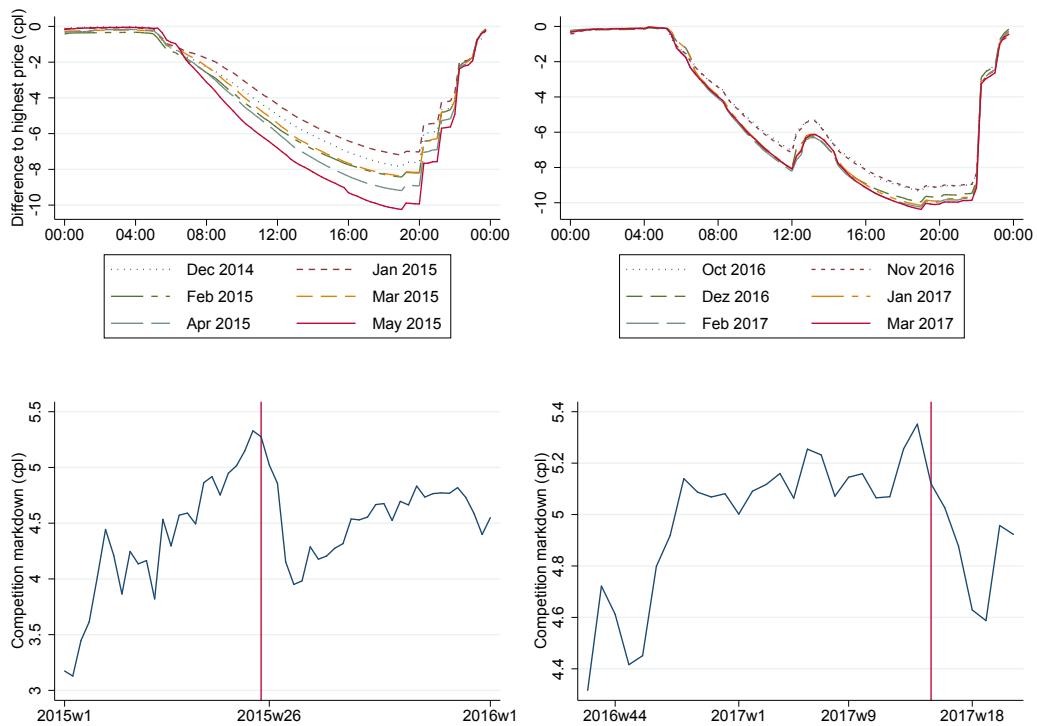 Difference to highest price (cpl)
0
-2
-4
-6
-8
-10
00:00 04:00 08:00 12:00 16:00 20:00 00:00
Dec 2014 Jan 2015
Feb 2015 Mar 2015
Apr 2015 May 2015
0
-2
-4
-6
-8
-10
00:00 04:00 08:00 12:00 16:00 20:00 00:00
Oct 2016 Nov 2016
Dez 2016 Jan 2017
Feb 2017 Mar 2017
Competition markdown (cpl)
5.5
5
4.5
4
3.5
3
2015w1 2015w26 2016w1
Competition markdown (cpl)
5.4
5.2
5
4.8
4.6
4.4
2016w44 2017w1 2017w9 2017w18